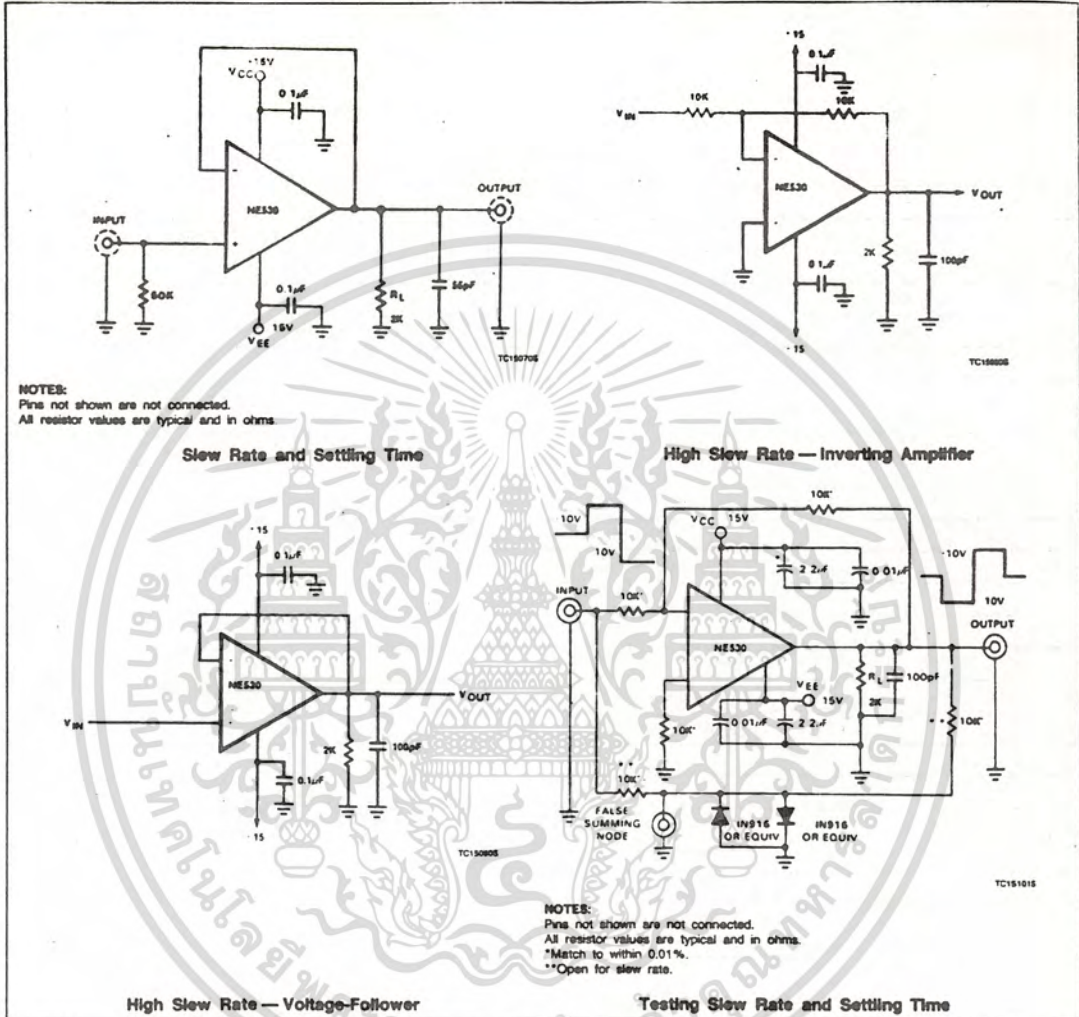 -15V
VCC
0 1µF
NE530
INPUT
OUTPUT
-
+
60K
0.1µF
15V
VEE
RL
2K
56pF
TC15070S
NOTES:
Pins not shown are not connected.
All resistor values are typical and in ohms
Slew Rate and Settling Time
-15
0 1µF
VIN
10K
10K
NE530
VOUT
2K
100pF
0 1µF
-15
High Slew Rate — Inverting Amplifier
-15
0 1µF
NE530
VIN
VOUT
2K
100pF
0.1µF
-15
TC15090S
High Slew Rate — Voltage-Follower
-10V
10V
VCC
15V
10K*
2 2µF
0 01µF
-10V
10V
INPUT
10K*
NE530
OUTPUT
VEE
15V
RL
2K
100pF
10K*
0 01µF
2 2µF
**
10K*
**
10K*
FALSE
SUMMING
NODE
IN916
OR EQUIV
IN916
OR EQUIV
TC15101S
NOTES:
Pins not shown are not connected.
All resistor values are typical and in ohms.
*Match to within 0.01%.
**Open for slew rate.
Testing Slew Rate and Settling Time